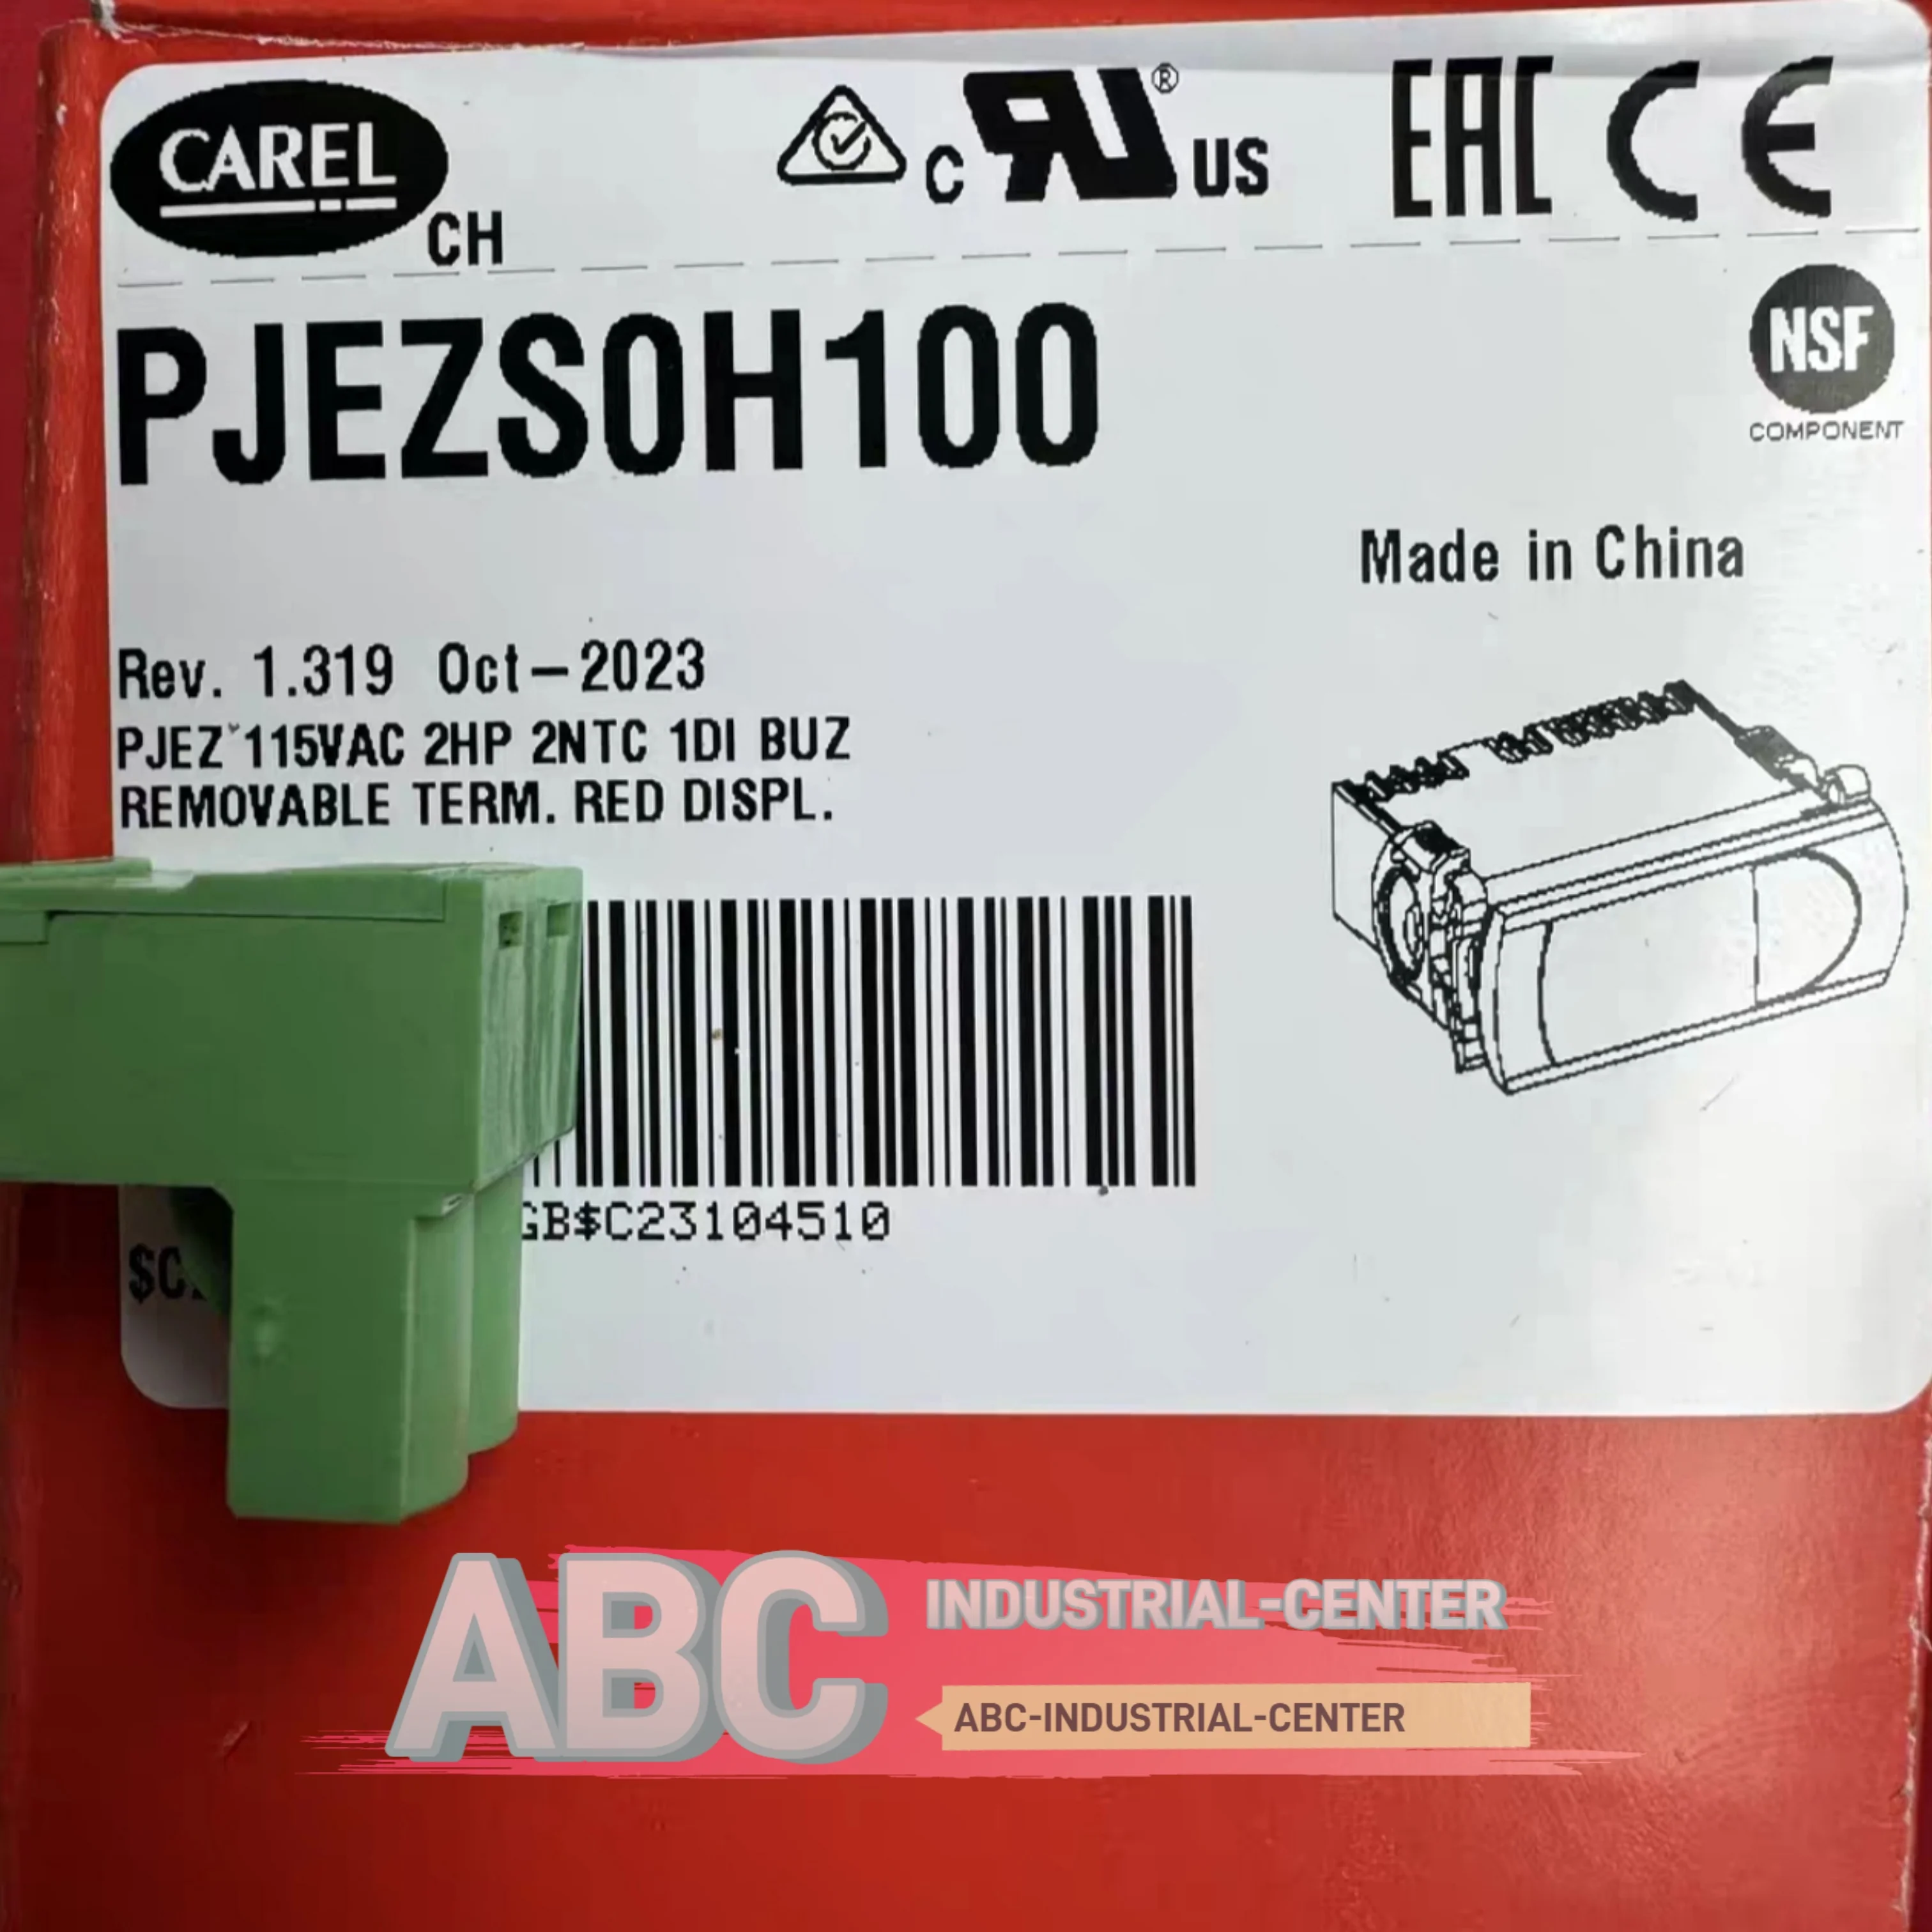 CAREL
CH
c RU® US
EAC CE
NSF
COMPONENT
PJEZS0H100
Made in China
Rev. 1.319 Oct-2023
PJEZ 115VAC 2HP 2NTC 1DI BUZ
REMOVABLE TERM. RED DISPL.
GB$C23104510
ABC
INDUSTRIAL-CENTER
ABC-INDUSTRIAL-CENTER